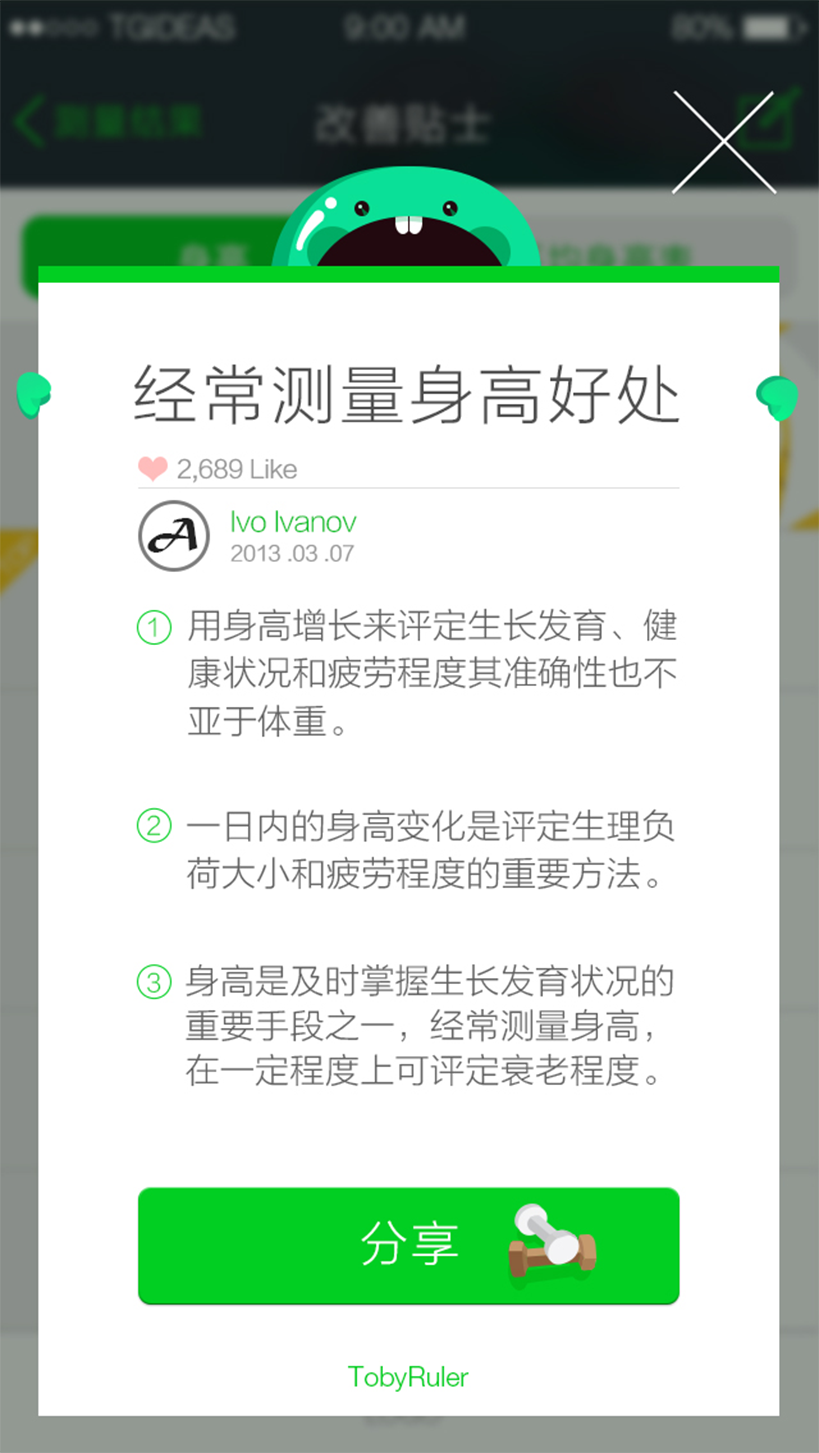 TGIDEAS 9:00 AM 80%
测量结果 改善贴士
身高
经常测量身高好处
2,689 Like
Ivo Ivanov
2013 .03 .07
① 用身高增长来评定生长发育、健
康状况和疲劳程度其准确性也不
亚于体重。
② 一日内的身高变化是评定生理负
荷大小和疲劳程度的重要方法。
③ 身高是及时掌握生长发育状况的
重要手段之一，经常测量身高，
在一定程度上可评定衰老程度。
分享
TobyRuler